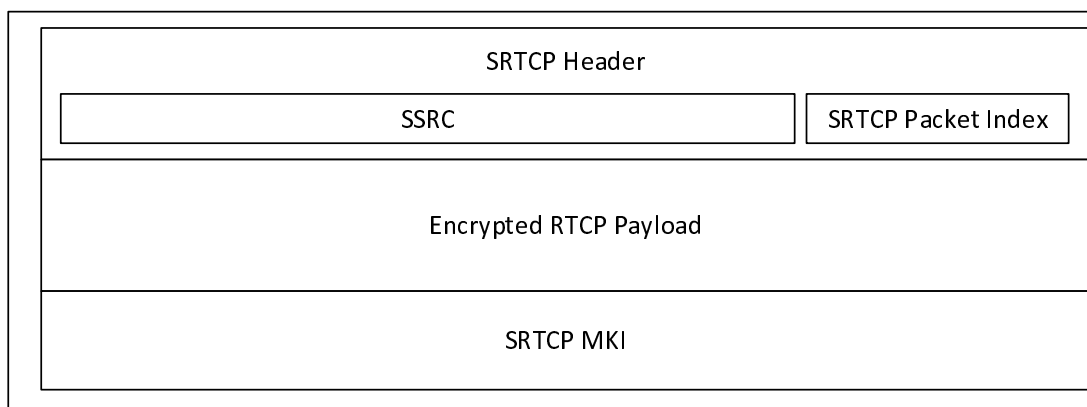 SRTCP Header
SSRC
SRTCP Packet Index
Encrypted RTCP Payload
SRTCP MKI